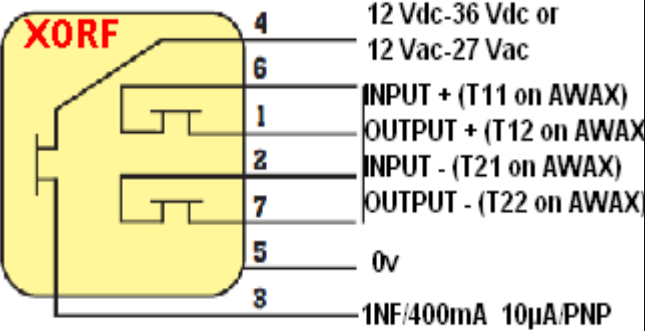 XORF
4
12 Vdc-36 Vdc or
12 Vac-27 Vac
6
INPUT + (T11 on AWAX)
1
OUTPUT + (T12 on AWAX
2
INPUT - (T21 on AWAX)
7
OUTPUT - (T22 on AWAX)
5
0v
3
1NF/400mA 10µA/PNP